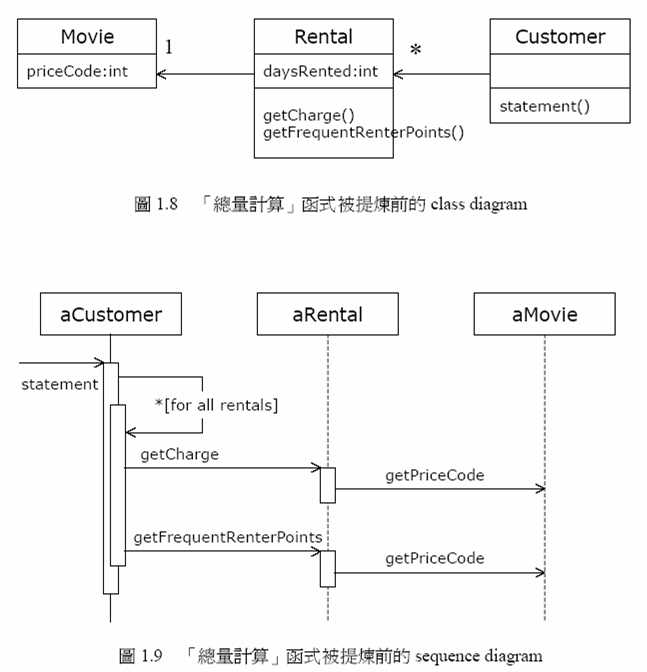 Movie
priceCode:int
1
Rental
daysRented:int
getCharge()
getFrequentRenterPoints()
*
Customer
statement()
圖 1.8 「總量計算」函式被提煉前的 class diagram
aCustomer
aRental
aMovie
statement
*[for all rentals]
getCharge
getPriceCode
getFrequentRenterPoints
getPriceCode
圖 1.9 「總量計算」函式被提煉前的 sequence diagram